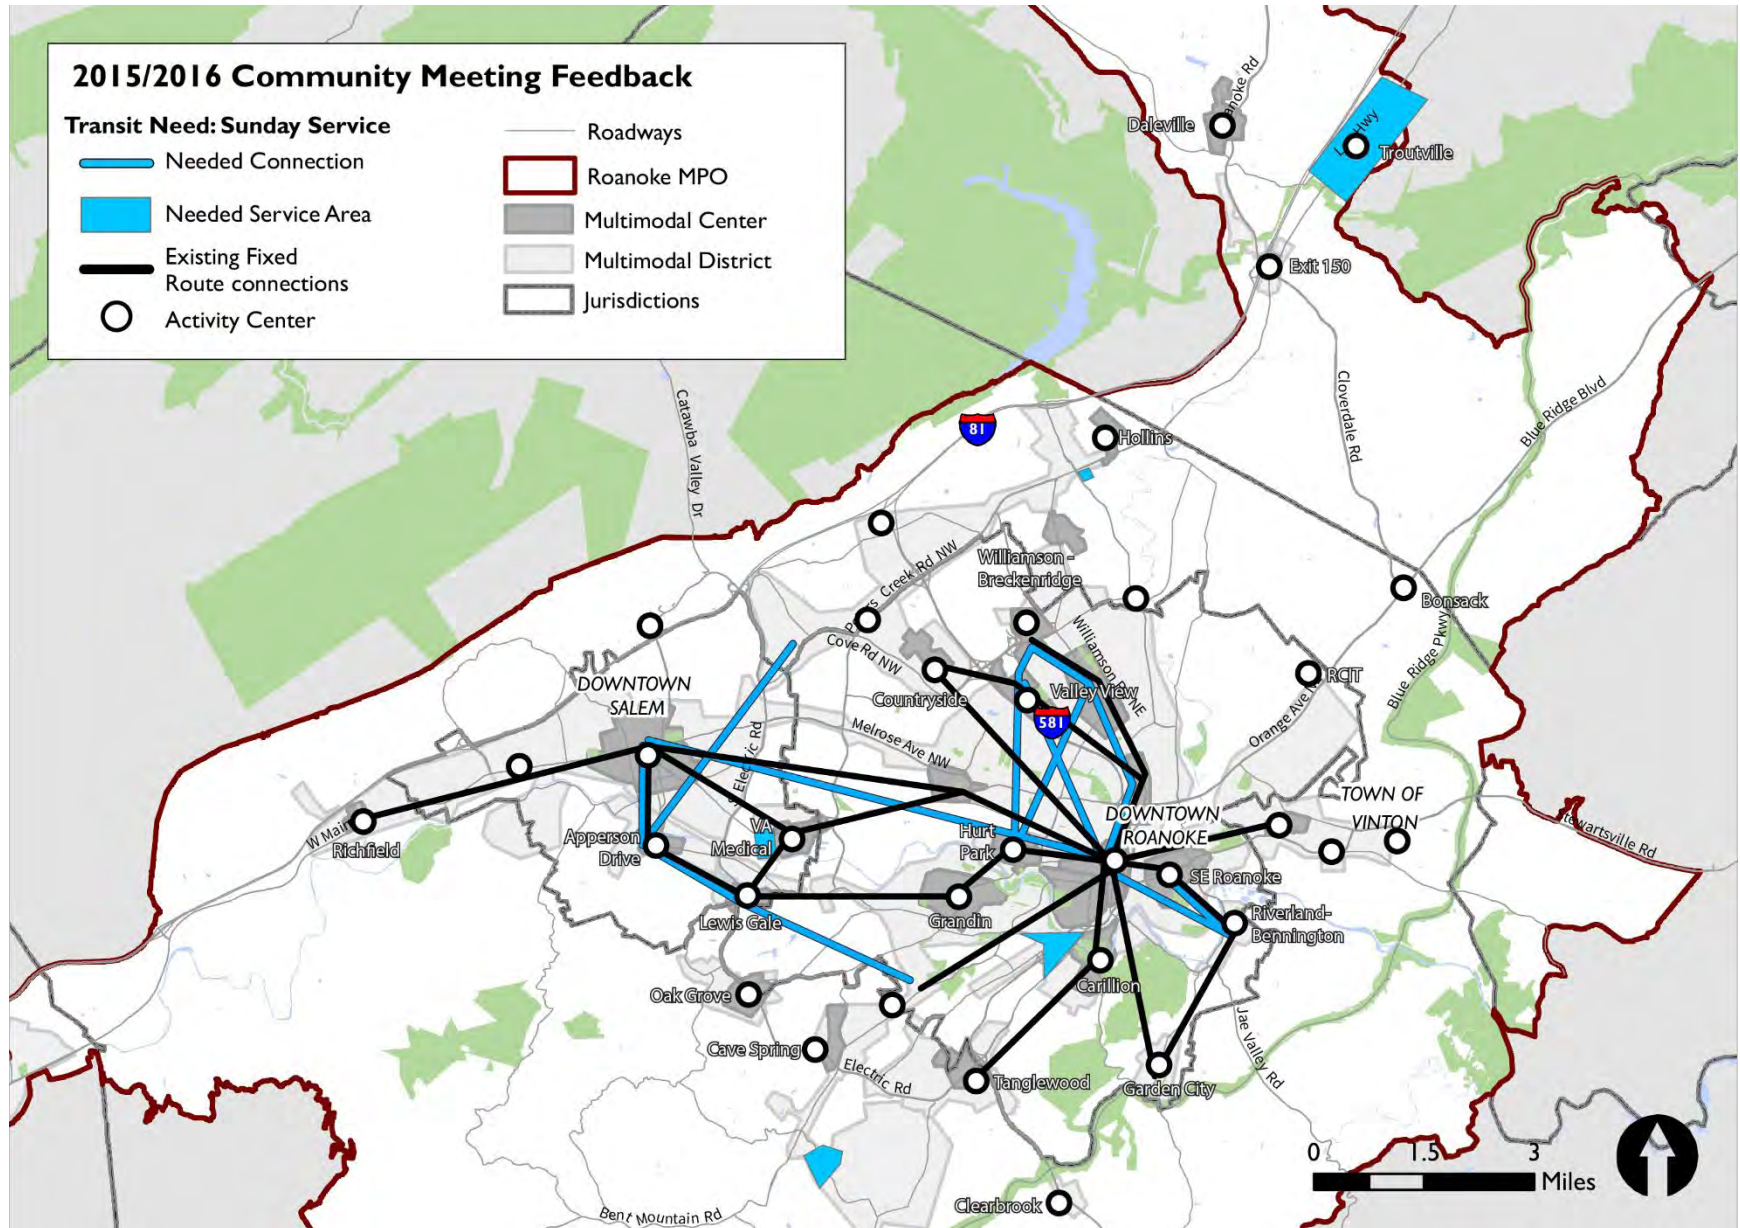 2015/2016 Community Meeting Feedback
Transit Need: Sunday Service
Needed Connection
Needed Service Area
Existing Fixed
Route connections
Activity Center
Roadways
Roanoke MPO
Multimodal Center
Multimodal District
Jurisdictions
Daleville
Troutville
Exit 150
Catawba Valley Dr
81
Hollins
Cloverdale Rd
Blue Ridge Blvd
Williamson -
Breckenridge
Creek Rd NW
Cove Rd NW
Bonsack
Blue Ridge Pkwy
RCIT
Countryside
Valley View
581
DOWNTOWN
SALEM
Melrose Ave NW
Electric Rd
W Main
Richfield
Apperson
Drive
VA
Medical
Hurt
Park
DOWNTOWN
ROANOKE
TOWN OF
VINTON
Stewartsville Rd
SE Roanoke
Lewis Gale
Grandin
Riverland-
Bennington
Carillion
Oak Grove
Cave Spring
Electric Rd
Tanglewood
Garden City
Jae Valley Rd
Clearbrook
Bent Mountain Rd
0 1.5 3
Miles